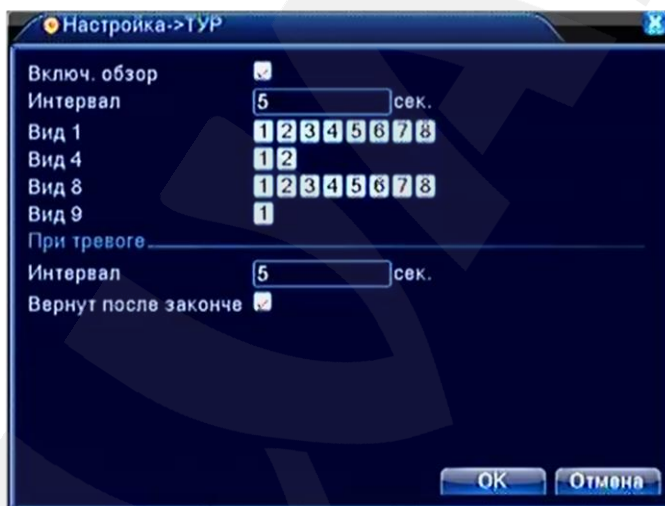 Настройка->ТУР
Включ. обзор
Интервал 5 сек.
Вид 1 1 2 3 4 5 6 7 8
Вид 4 1 2
Вид 8 1 2 3 4 5 6 7 8
Вид 9 1
При тревоге
Интервал 5 сек.
Вернут после законче
OK Отмена